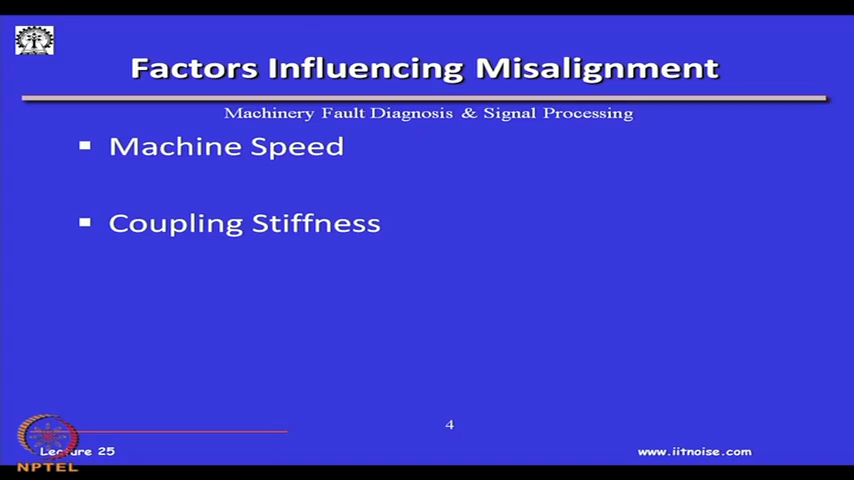 Factors Influencing Misalignment
Machinery Fault Diagnosis & Signal Processing
Machine Speed
Coupling Stiffness
4
Lecture 25
www.iitnoise.com
NPTEL